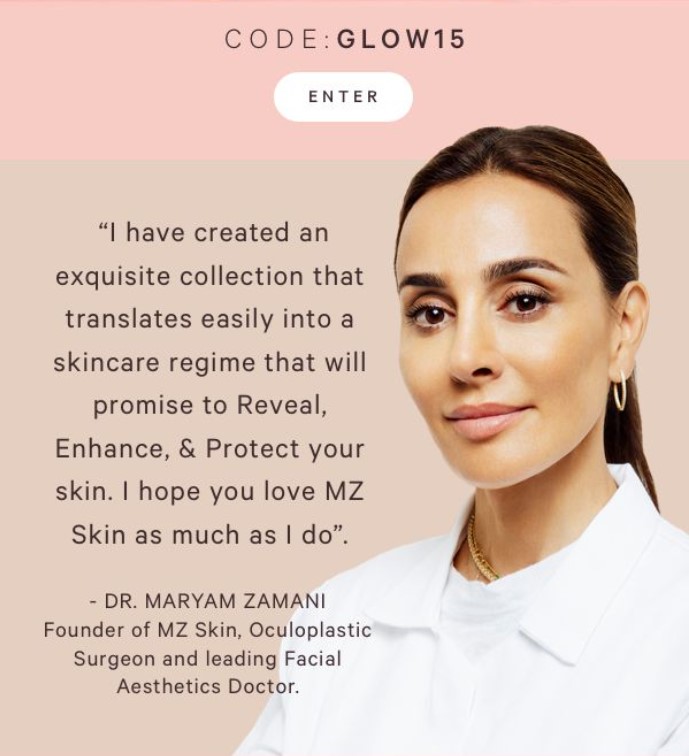 CODE:GLOW15
ENTER
“I have created an
exquisite collection that
translates easily into a
skincare regime that will
promise to Reveal,
Enhance, & Protect your
skin. I hope you love MZ
Skin as much as I do”.
- DR. MARYAM ZAMANI
Founder of MZ Skin, Oculoplastic
Surgeon and leading Facial
Aesthetics Doctor.